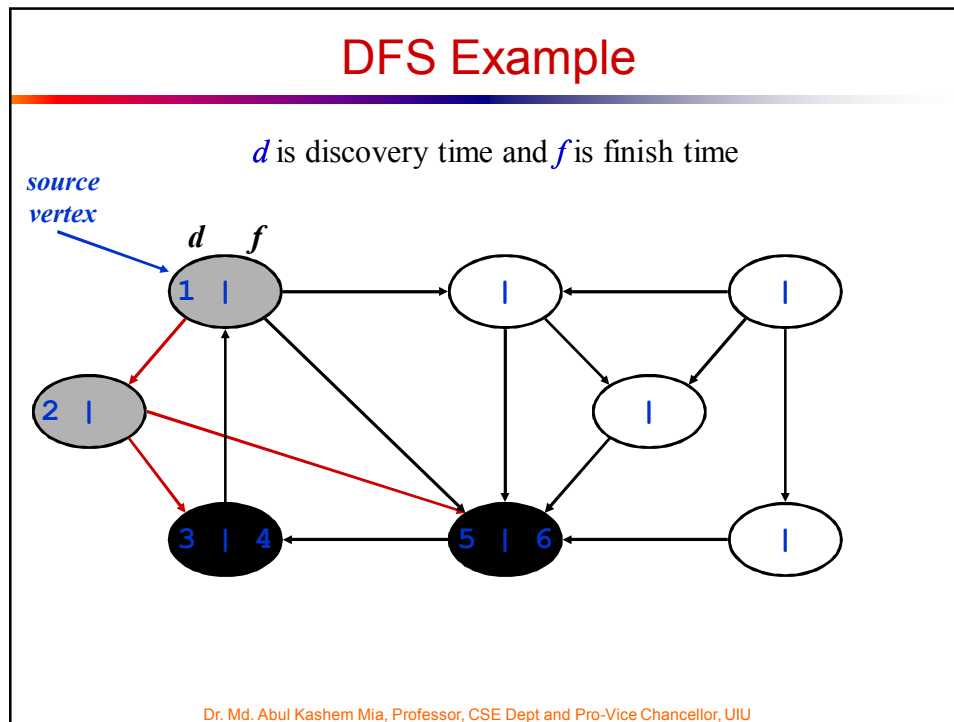 DFS Example
d is discovery time and f is finish time
source
vertex
d f
1 |
|
|
2 |
|
3 | 4
5 | 6
|
Dr. Md. Abul Kashem Mia, Professor, CSE Dept and Pro-Vice Chancellor, UIU